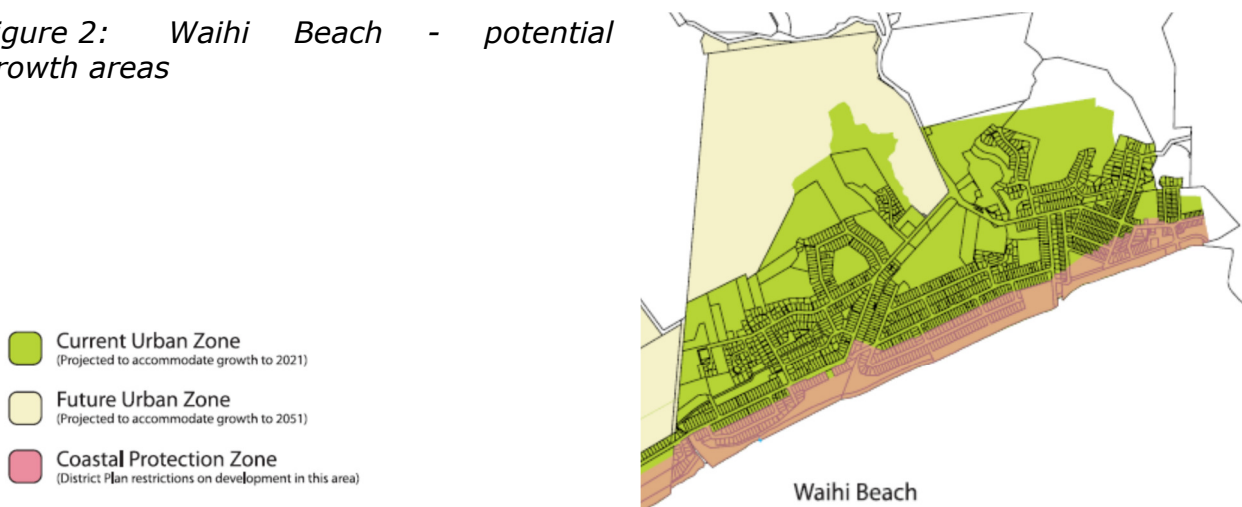 igure 2: Waihi Beach - potential
rowth areas
Current Urban Zone
(Projected to accommodate growth to 2021)
Future Urban Zone
(Projected to accommodate growth to 2051)
Coastal Protection Zone
(District Plan restrictions on development in this area)
Waihi Beach